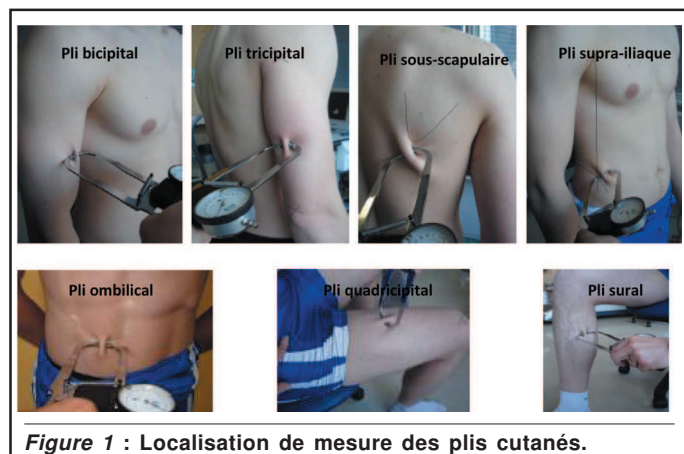 Pli bicipital
Pli tricipital
Pli sous-scapulaire
Pli supra-iliaque
Pli ombilical
Pli quadricipital
Pli sural
Figure 1 : Localisation de mesure des plis cutanés.